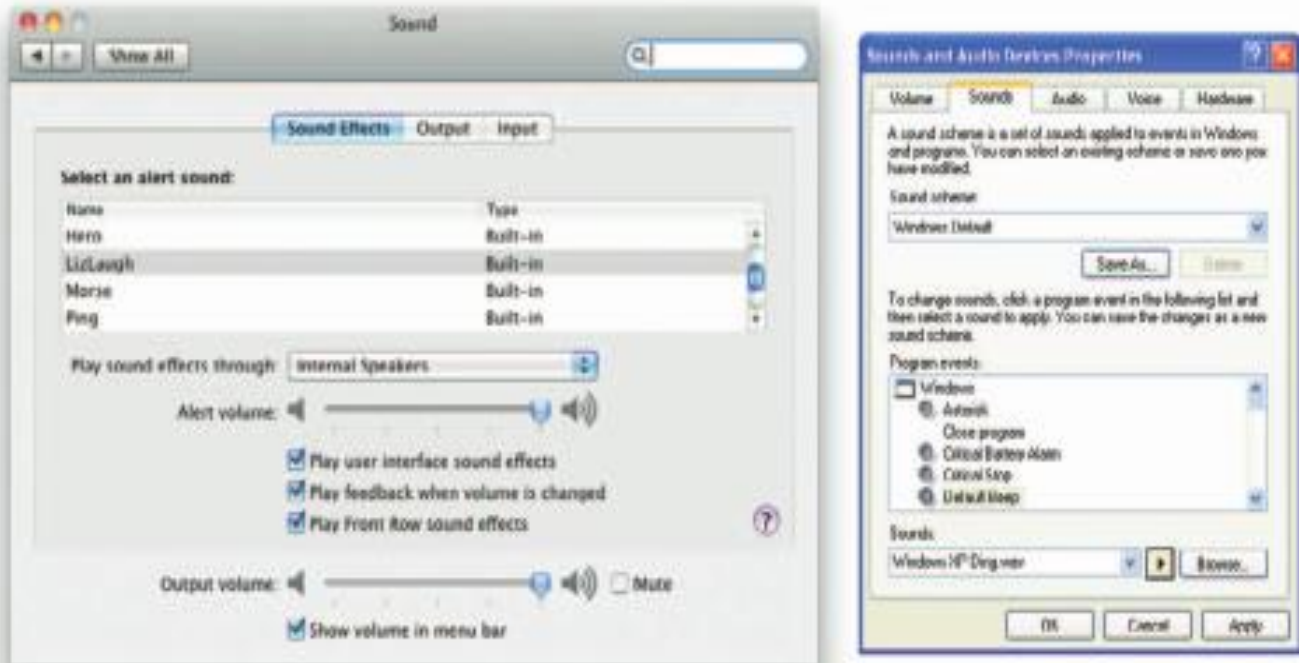 Sound
Show All
Sound Effects Output Input
Select an alert sound:
Name Type
Hero Built-in
LizLaugh Built-in
Morse Built-in
Ping Built-in
Play sound effects through: Internal Speakers
Alert volume:
Play user interface sound effects
Play feedback when volume is changed
Play Front Row sound effects
?
Output volume: Mute
Show volume in menu bar
Sounds and Audio Devices Properties ?
Volume Sounds Audio Voice Hardware
A sound scheme is a set of sounds applied to events in Windows
and programs. You can select an existing scheme or save one you
have modified.
Sound scheme:
Windows Default
Save As... Delete
To change sounds, click a program event in the following list and
then select a sound to apply. You can save the changes as a new
sound scheme.
Program events:
Windows
Asterisk
Close program
Critical Battery Alarm
Critical Stop
Default Beep
Sounds:
Windows XP Ding.wav Browse...
OK Cancel Apply